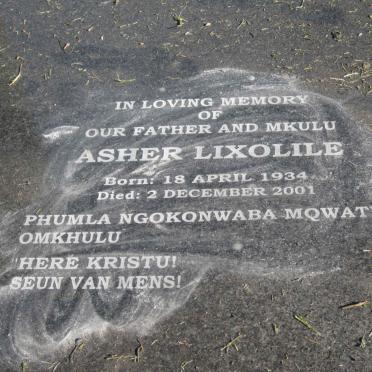 IN LOVING MEMORY
OF
OUR FATHER AND MKULU
ASHER LIXOLILE
Born: 18 APRIL 1934
Died: 2 DECEMBER 2001
PHUMLA NGOKONWABA MQWAT
OMKHULU
'HERE KRISTU!
SEUN VAN MENS!